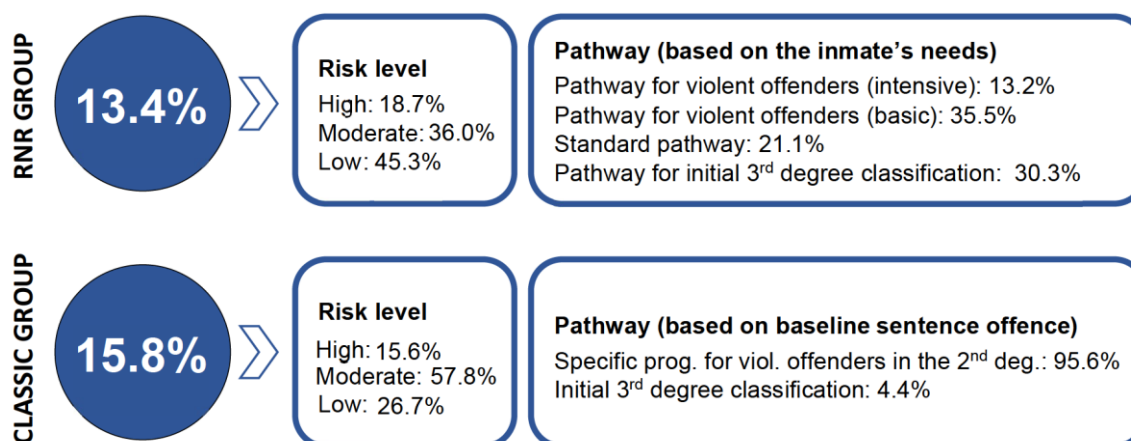 RNR GROUP
13.4%
Risk level
High: 18.7%
Moderate: 36.0%
Low: 45.3%
Pathway (based on the inmate's needs)
Pathway for violent offenders (intensive): 13.2%
Pathway for violent offenders (basic): 35.5%
Standard pathway: 21.1%
Pathway for initial 3rd degree classification: 30.3%
CLASSIC GROUP
15.8%
Risk level
High: 15.6%
Moderate: 57.8%
Low: 26.7%
Pathway (based on baseline sentence offence)
Specific prog. for viol. offenders in the 2nd deg.: 95.6%
Initial 3rd degree classification: 4.4%